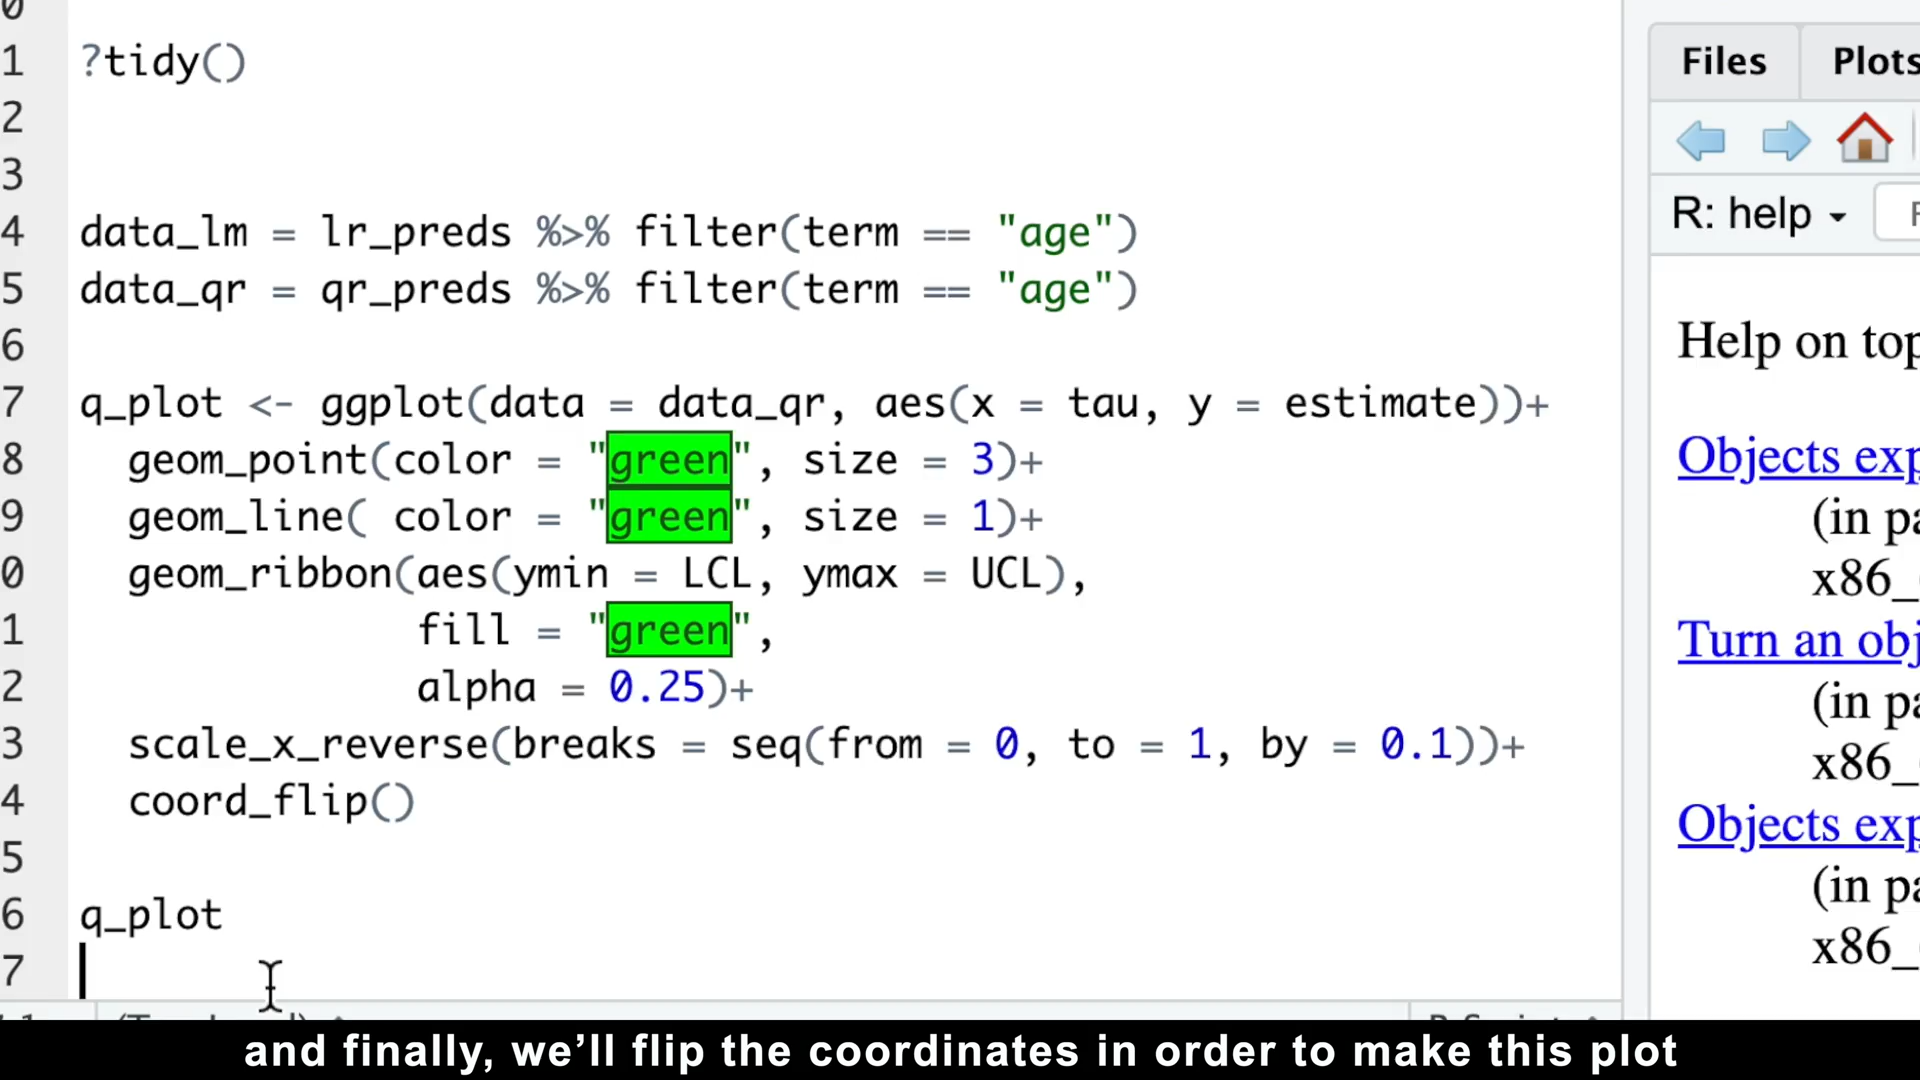 0
1 ?tidy()
2
3
4 data_lm = lr_preds %>% filter(term == "age")
5 data_qr = qr_preds %>% filter(term == "age")
6
7 q_plot <- ggplot(data = data_qr, aes(x = tau, y = estimate))+
8 geom_point(color = "green", size = 3)+
9 geom_line( color = "green", size = 1)+
0 geom_ribbon(aes(ymin = LCL, ymax = UCL),
1 fill = "green",
2 alpha = 0.25)+
3 scale_x_reverse(breaks = seq(from = 0, to = 1, by = 0.1))+
4 coord_flip()
5
6 q_plot
7
Files Plots
R: help
Help on top
Objects exp
(in pa
x86_
Turn an obj
(in pa
x86_
Objects exp
(in pa
x86_
and finally, we’ll flip the coordinates in order to make this plot